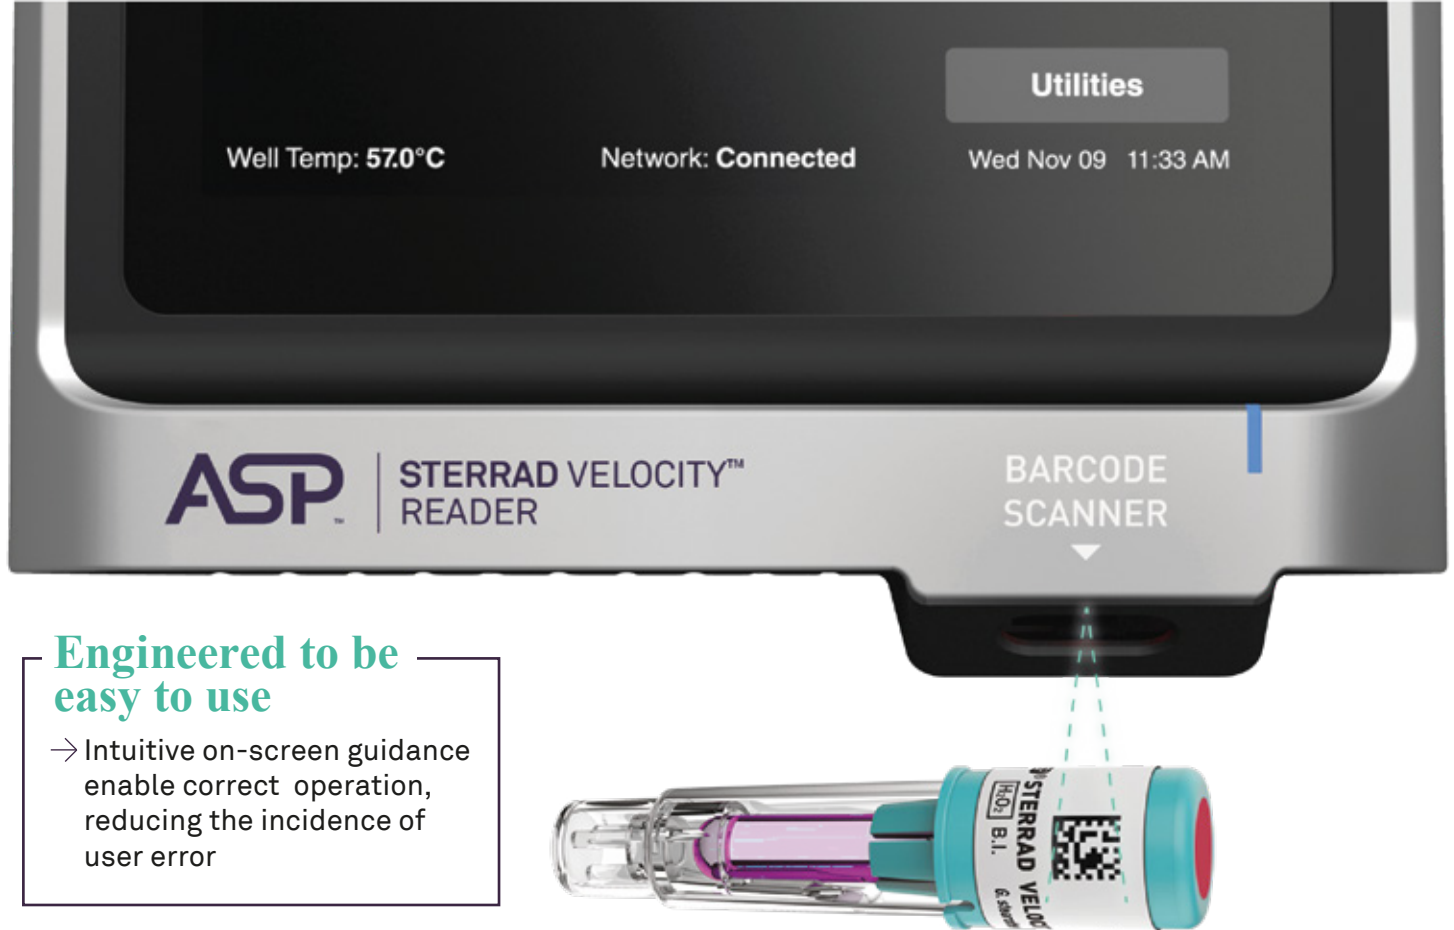 Utilities
Well Temp: 57.0°C Network: Connected Wed Nov 09 11:33 AM
ASP™ STERRAD VELOCITY™
READER
BARCODE
SCANNER
Engineered to be
easy to use
→ Intuitive on-screen guidance
enable correct operation,
reducing the incidence of
user error
STERRAD VELOC
H₂O₂ B.I.
G.